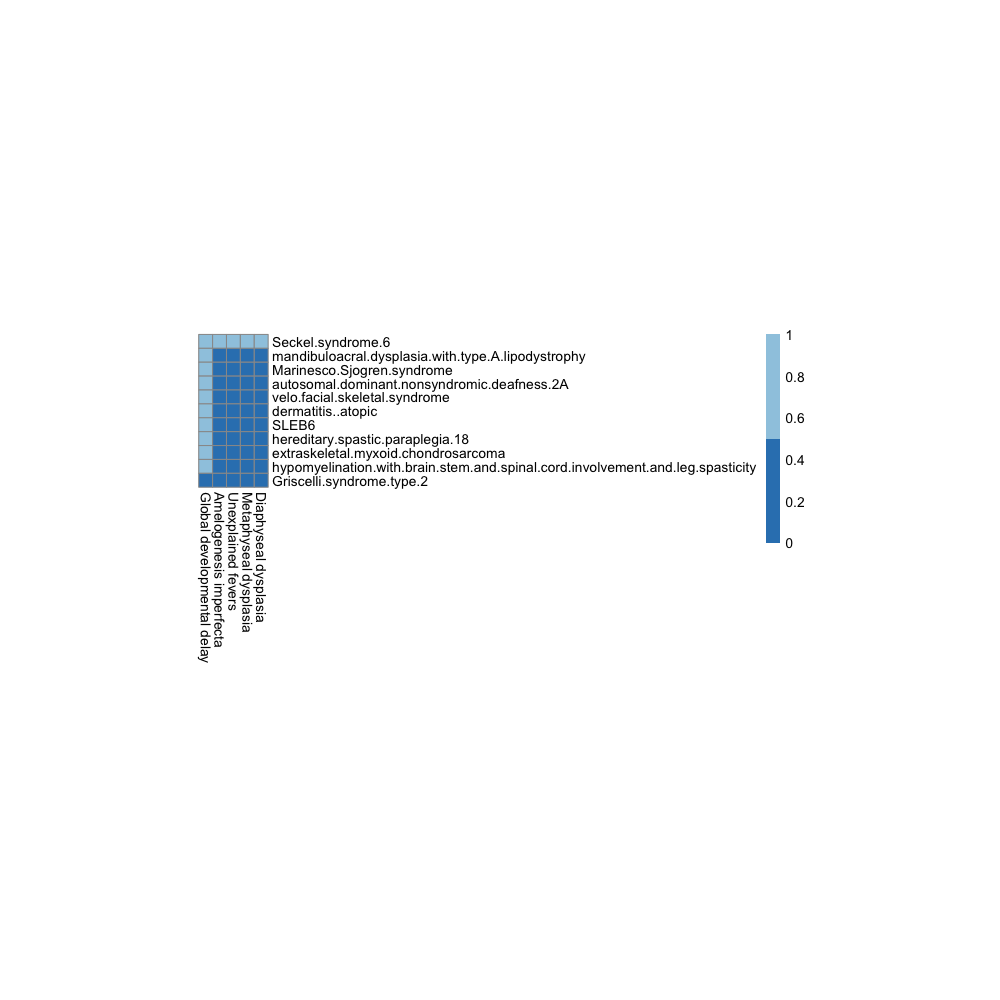 Seckel.syndrome.6
mandibuloacral.dysplasia.with.type.A.lipodystrophy
Marinesco.Sjogren.syndrome
autosomal.dominant.nonsyndromic.deafness.2A
velo.facial.skeletal.syndrome
dermatitis..atopic
SLEB6
hereditary.spastic.paraplegia.18
extraskeletal.myxoid.chondrosarcoma
hypomyelination.with.brain.stem.and.spinal.cord.involvement.and.leg.spasticity
Griscelli.syndrome.type.2
Global developmental delay
Amelogenesis imperfecta
Unexplained fevers
Metaphyseal dysplasia
Diaphyseal dysplasia
1
0.8
0.6
0.4
0.2
0